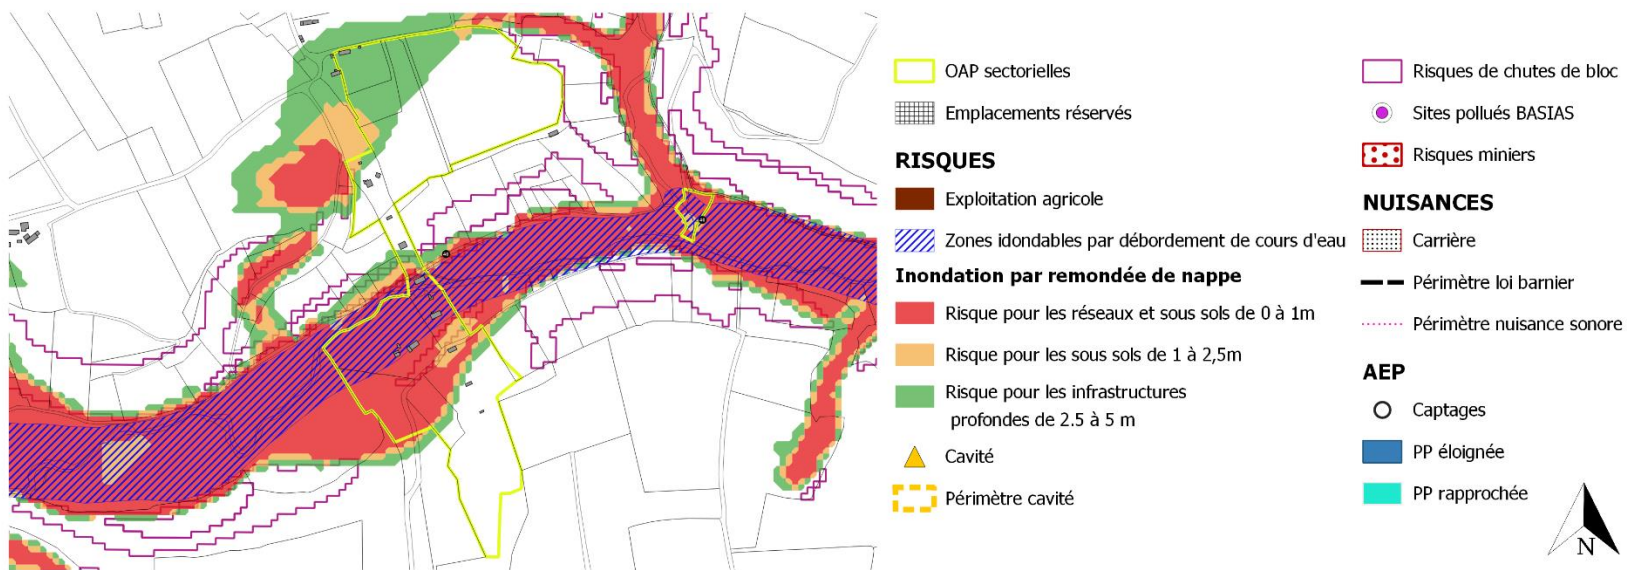 OAP sectorielles
Emplacements réservés
RISQUES
Exploitation agricole
Zones idondables par débordement de cours d'eau
Inondation par remondée de nappe
Risque pour les réseaux et sous sols de 0 à 1m
Risque pour les sous sols de 1 à 2,5m
Risque pour les infrastructures
profondes de 2.5 à 5 m
Cavité
Périmètre cavité
Risques de chutes de bloc
Sites pollués BASIAS
Risques miniers
NUISANCES
Carrière
Périmètre loi barnier
Périmètre nuisance sonore
AEP
Captages
PP éloignée
PP rapprochée
N